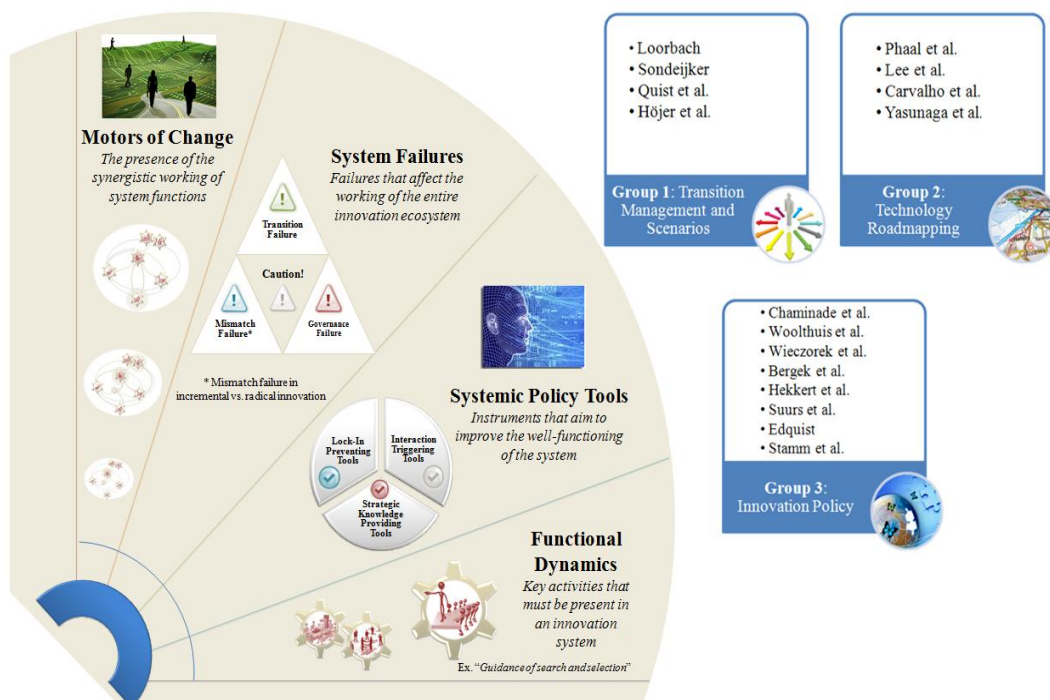 Motors of Change
The presence of the
synergistic working of
system functions
System Failures
Failures that affect the
working of the entire
innovation ecosystem
Transition
Failure
Caution!
Mismatch
Failure*
Governance
Failure
* Mismatch failure in
incremental vs. radical innovation
Systemic Policy Tools
Instruments that aim to
improve the well-functioning
of the system
Lock-In
Preventing
Tools
Interaction
Triggering
Tools
Strategic
Knowledge
Providing
Tools
Functional
Dynamics
Key activities that
must be present in
an innovation
system
Ex. “Guidance of search and selection”
• Loorbach
• Sondeijker
• Quist et al.
• Höjer et al.
Group 1: Transition
Management and
Scenarios
• Phaal et al.
• Lee et al.
• Carvalho et al.
• Yasunaga et al.
Group 2:
Technology
Roadmapping
• Chaminade et al.
• Woolthuis et al.
• Wieczorek et al.
• Bergek et al.
• Hekkert et al.
• Suurs et al.
• Edquist
• Stamm et al.
Group 3:
Innovation Policy